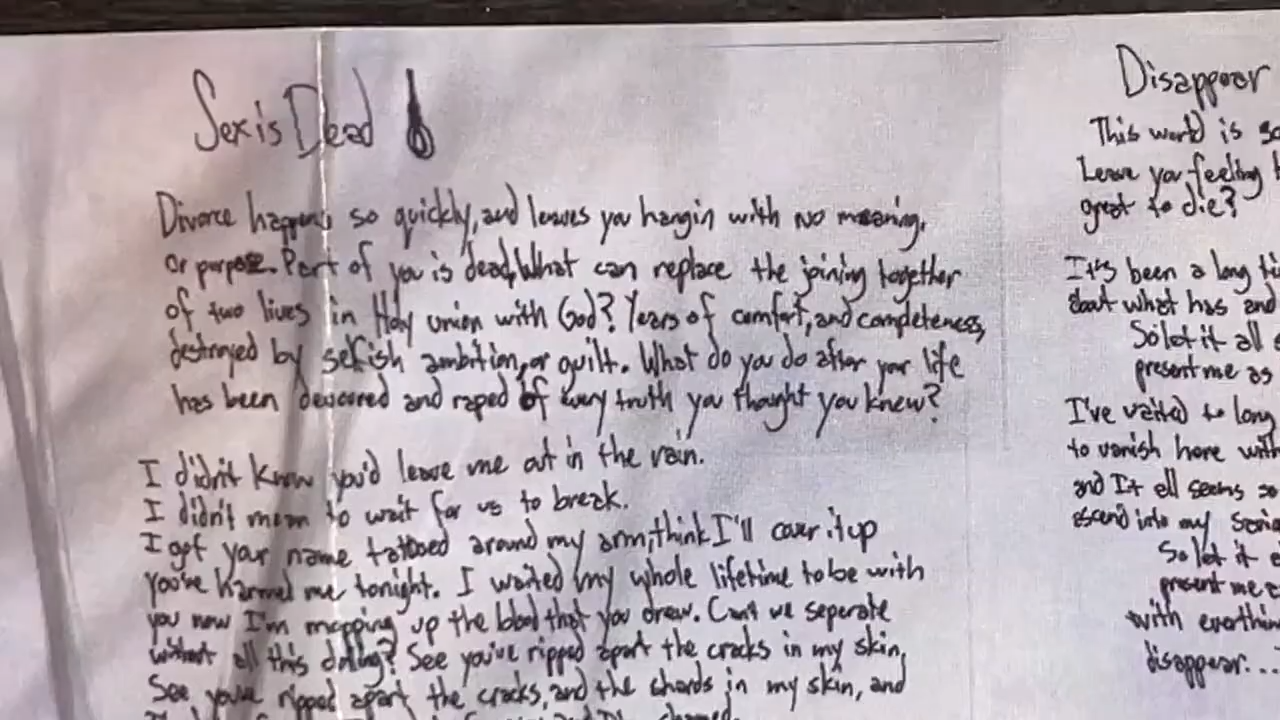 Sex is Dead
Divorce happens so quickly, and leaves you hangin with no meaning,
or purpose. Part of you is dead, What can replace the joining together
of two lives in Holy union with God? Years of comfort, and completeness,
destroyed by selfish ambition, or guilt. What do you do after your life
has been devoured and raped of every truth you thought you knew?
I didn't know you'd leave me out in the rain.
I didn't mean to wait for us to break.
I got your name tattooed around my arm, think I'll cover it up
you've harmed me tonight. I waited my whole lifetime to be with
you now I'm mopping up the blood that you drew. Can't we seperate
without all this? See you've ripped apart the cracks in my skin,
See you've ripped apart the cracks, and the chords in my skin, and
Disappear
This world is so
Leave you feeling
great to die?
It's been a long
about what has and
So let it all
present me as
I've waited to long
to vanish here with
and It all seems so
ascend into my
So let it
present me
with everthin
disappear...